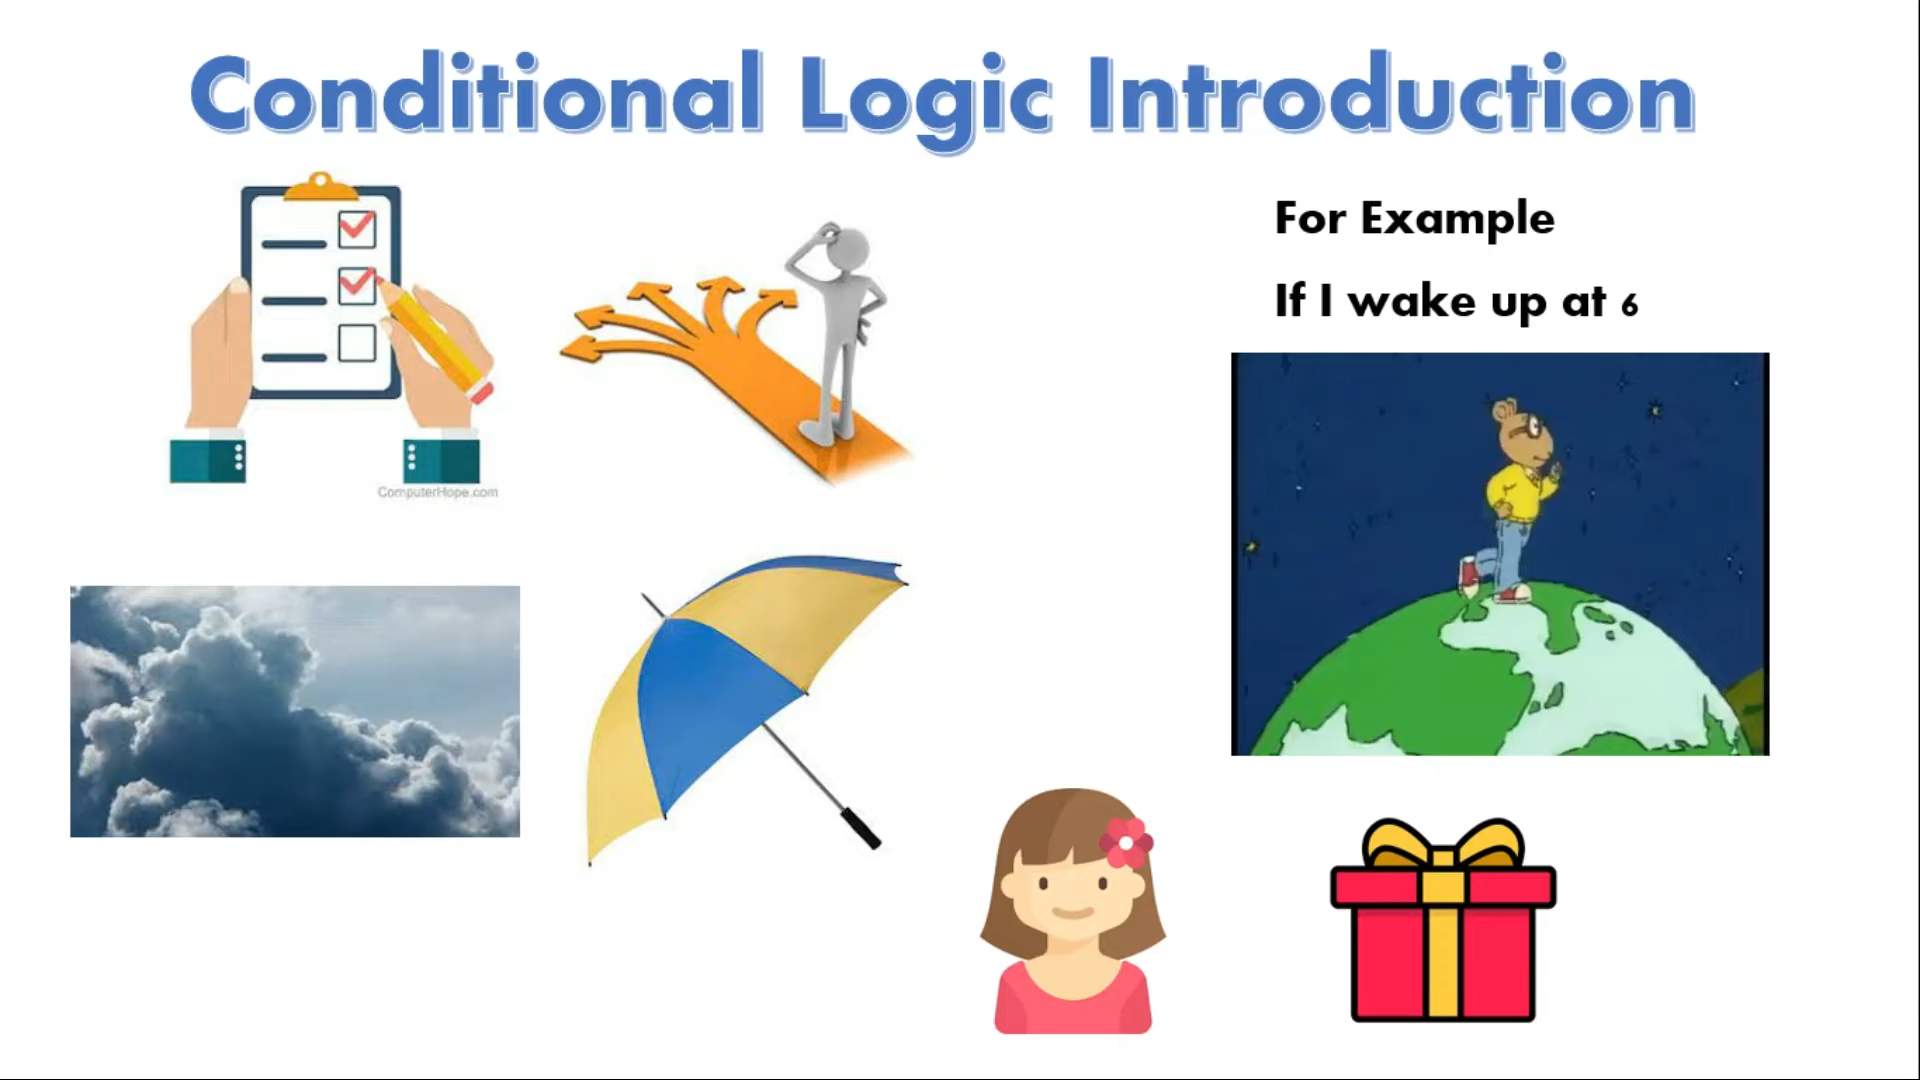 Conditional Logic Introduction
For Example
If I wake up at 6
ComputerHope.com